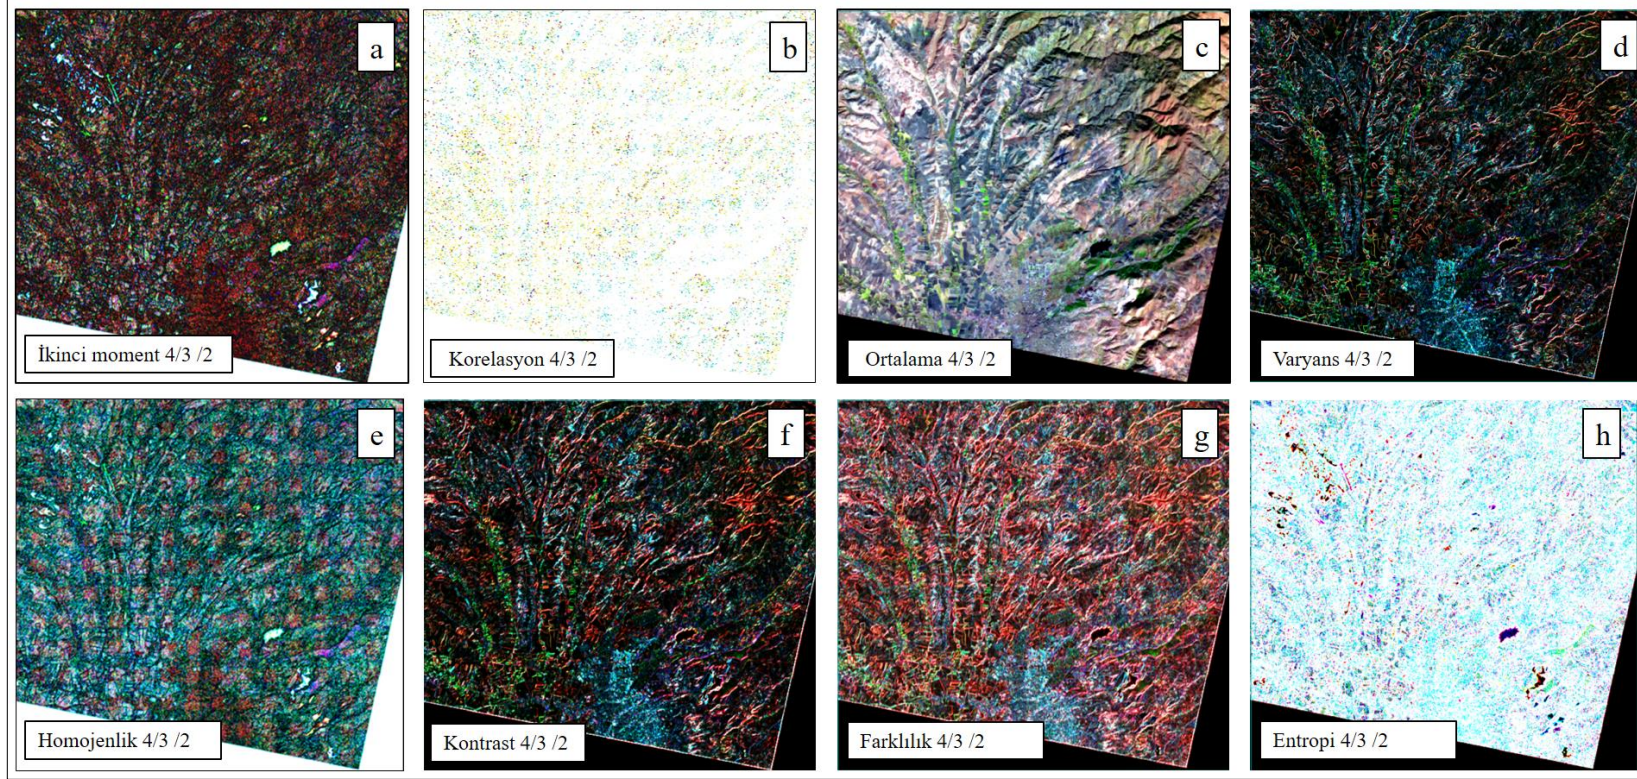 a
b
c
d
İkinci moment 4/3 /2
Korelasyon 4/3 /2
Ortalama 4/3 /2
Varyans 4/3 /2
e
f
g
h
Homojenlik 4/3 /2
Kontrast 4/3 /2
Farklılık 4/3 /2
Entropi 4/3 /2